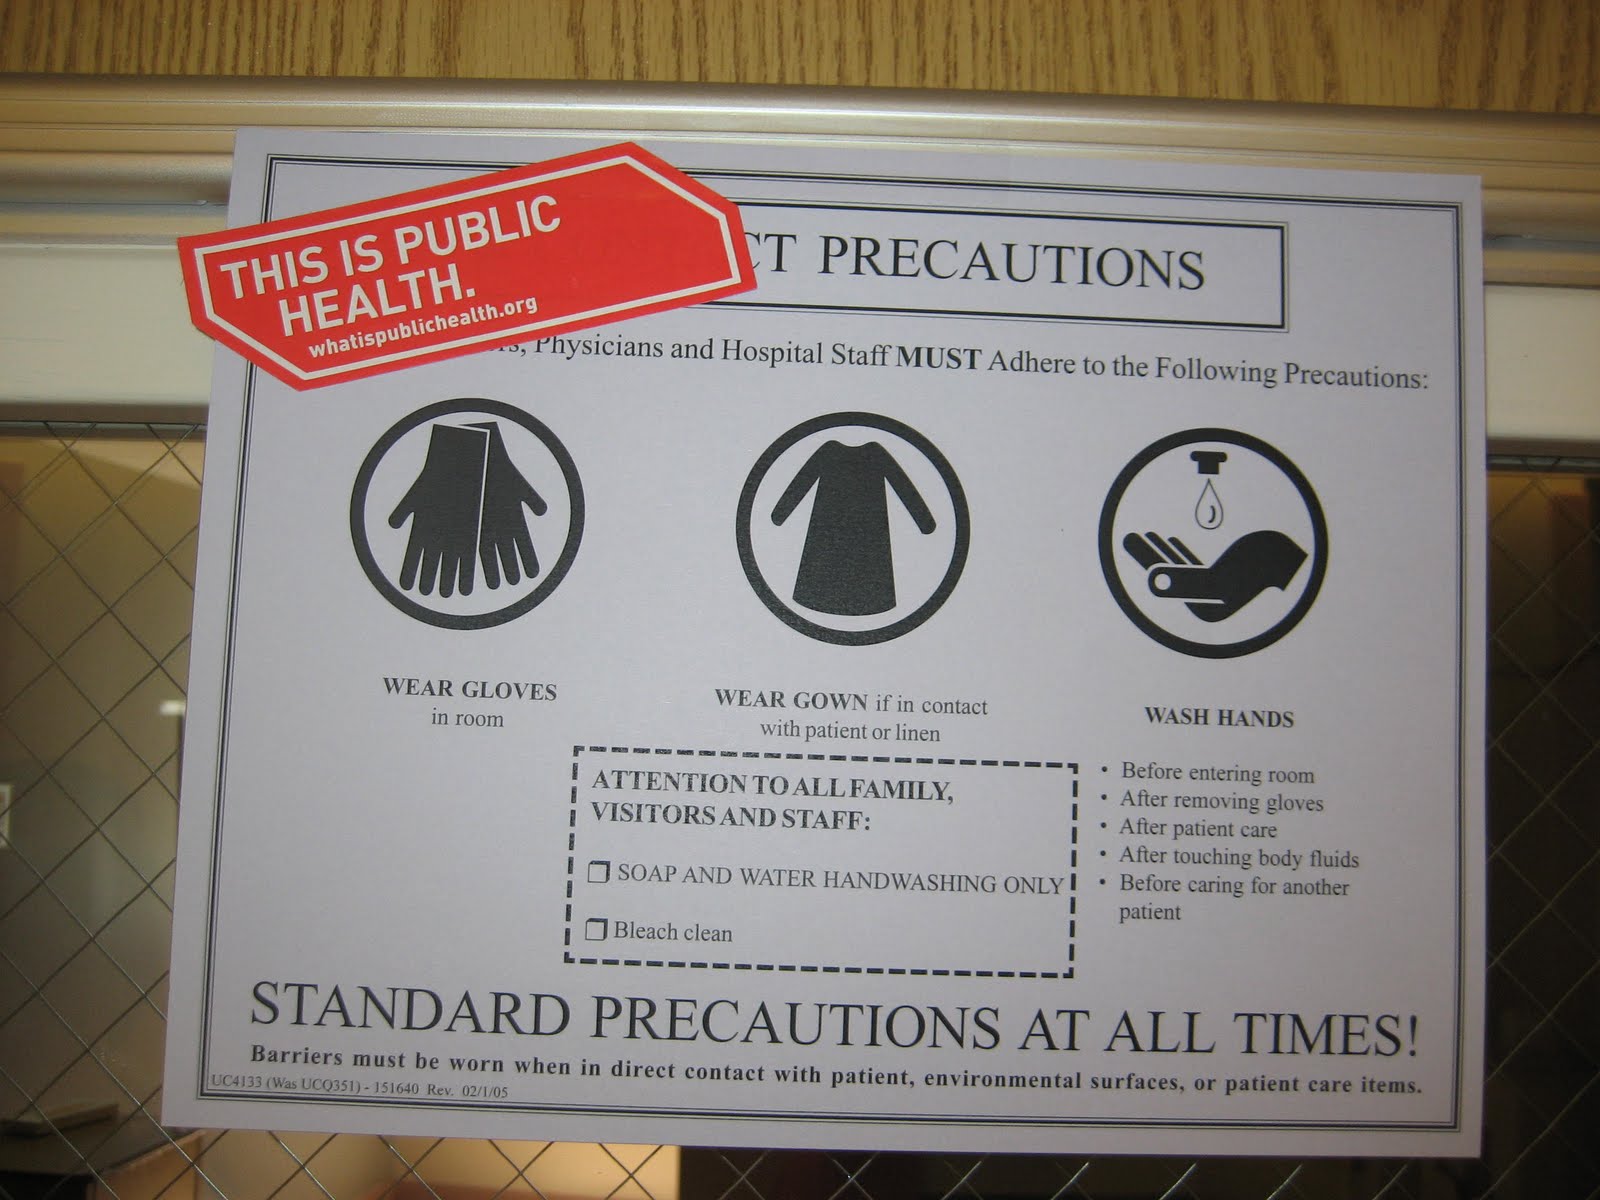 THIS IS PUBLIC
HEALTH.
whatispublichealth.org
CT PRECAUTIONS
Physicians and Hospital Staff MUST Adhere to the Following Precautions:
WEAR GLOVES
in room
WEAR GOWN if in contact
with patient or linen
WASH HANDS
• Before entering room
• After removing gloves
• After patient care
• After touching body fluids
• Before caring for another
patient
ATTENTION TO ALL FAMILY,
VISITORS AND STAFF:
❒ SOAP AND WATER HANDWASHING ONLY
❒ Bleach clean
STANDARD PRECAUTIONS AT ALL TIMES!
Barriers must be worn when in direct contact with patient, environmental surfaces, or patient care items.
UC4133 (Was UCQ351) - 151640 Rev. 02/1/05